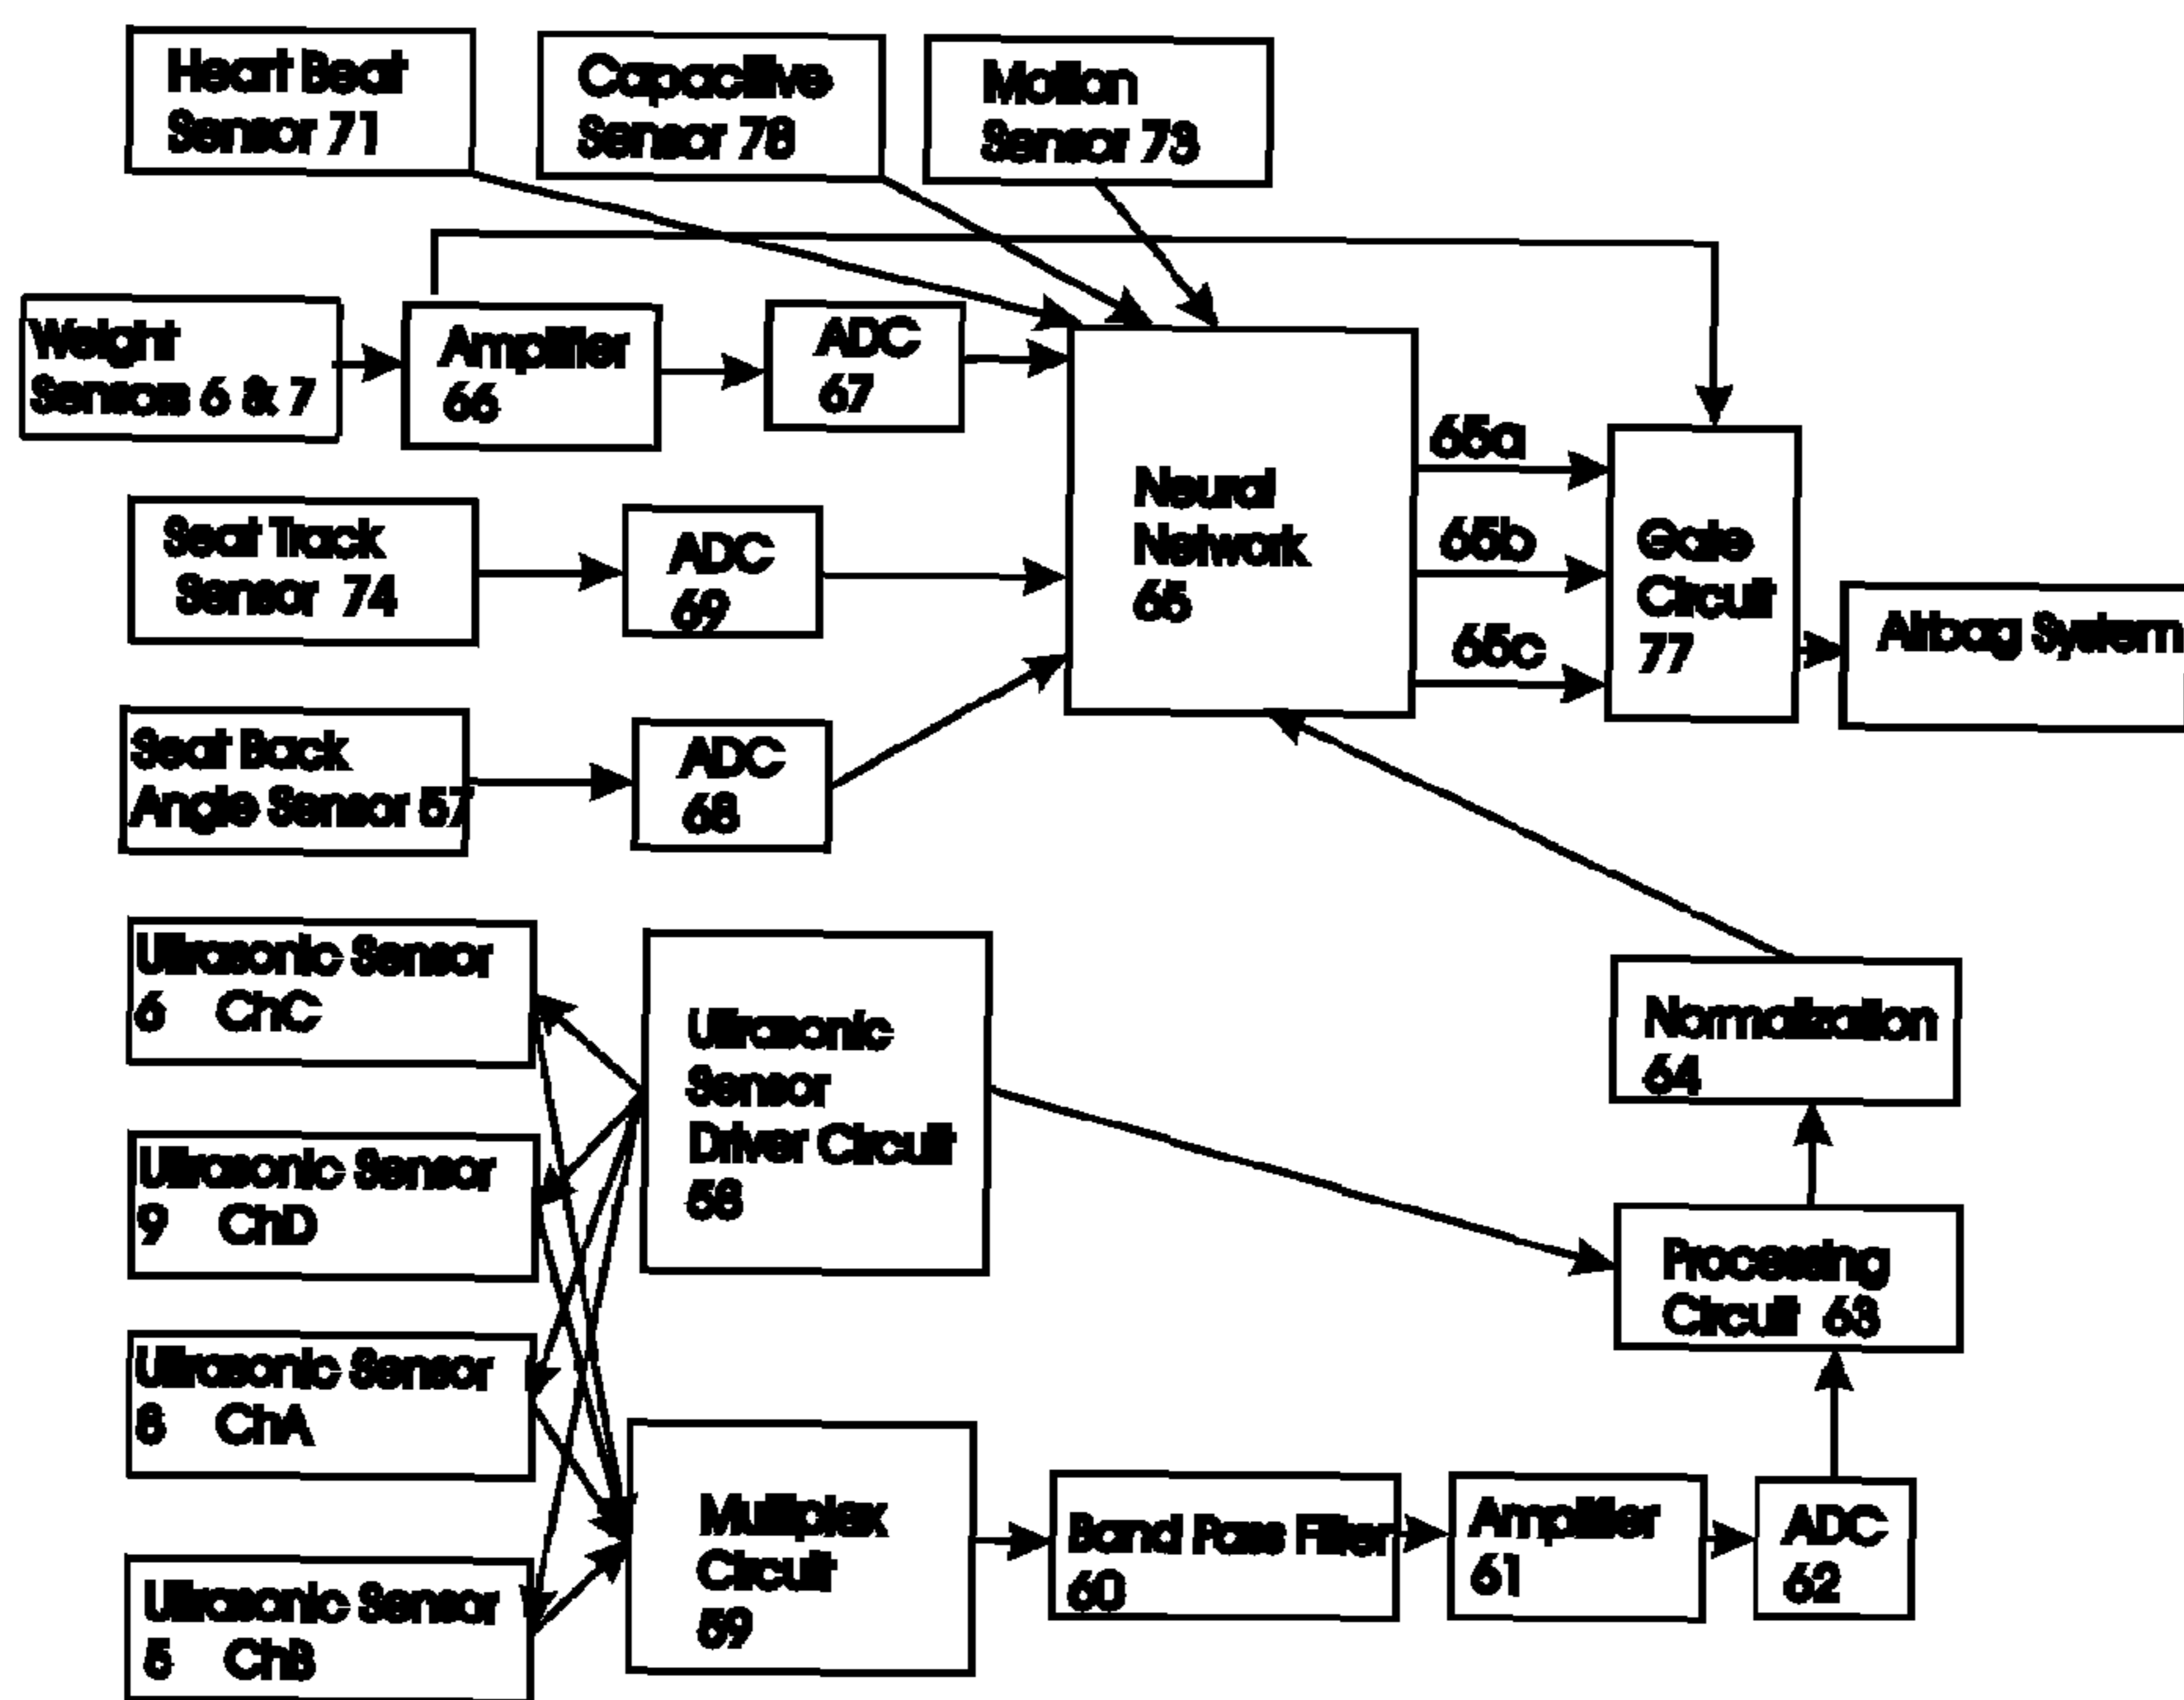 Heart Beat
Sensor 71
Capacitive
Sensor 78
Motion
Sensor 73
Weight
Sensors 6 & 7
Amplifier
66
ADC
67
Seat Track
Sensor 74
ADC
69
Neural
Network
65
65a
65b
65c
Gate
Circuit
77
Airbag System
Seat Back
Angle Sensor 57
ADC
68
Ultrasonic Sensor
6 ChC
Ultrasonic
Sensor
Driver Circuit
58
Normalization
64
Ultrasonic Sensor
9 ChD
Processing
Circuit 63
Ultrasonic Sensor
8 ChA
Multiplex
Circuit
59
Band Pass Filter
60
Amplifier
61
ADC
62
Ultrasonic Sensor
5 ChB